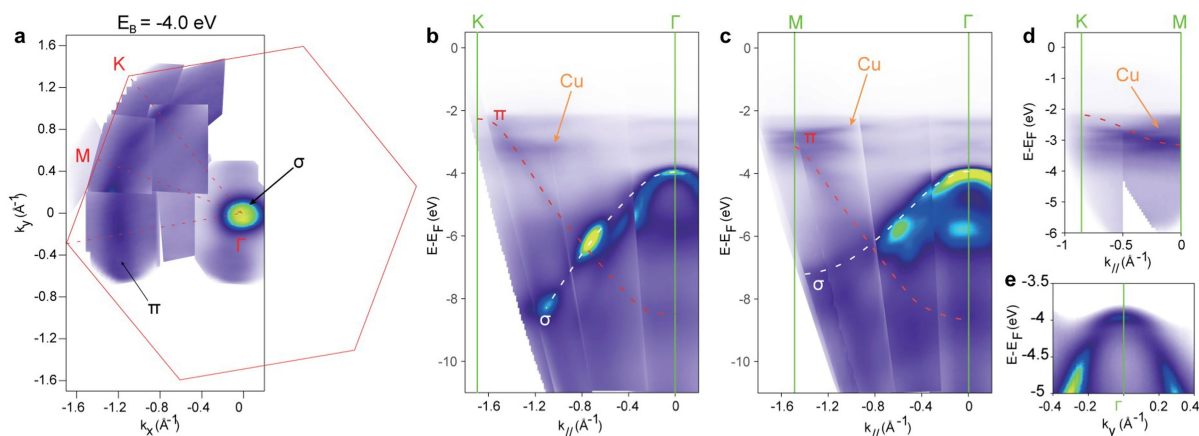 E_B = -4.0 eV
a
1.6
1.2
0.8
0.4
0
-0.4
-0.8
-1.2
-1.6
k_y (Å⁻¹)
-1.6
-1.2
-0.8
-0.4
0
k_x (Å⁻¹)
K
M
Γ
σ
π
b
K
Γ
0
-2
-4
-6
-8
-10
E-E_F (eV)
π
Cu
σ
-1.6
-1.2
-0.8
-0.4
0
k_// (Å⁻¹)
c
M
Γ
0
-2
-4
-6
-8
-10
E-E_F (eV)
Cu
π
σ
-1.6
-1.2
-0.8
-0.4
0
k_// (Å⁻¹)
d
K
M
0
-1
-2
-3
-4
-5
-6
E-E_F (eV)
Cu
-1
-0.5
0
k_// (Å⁻¹)
e
-3.5
-4
-4.5
-5
E-E_F (eV)
-0.4
-0.2
Γ
0.2
0.4
k_y (Å⁻¹)